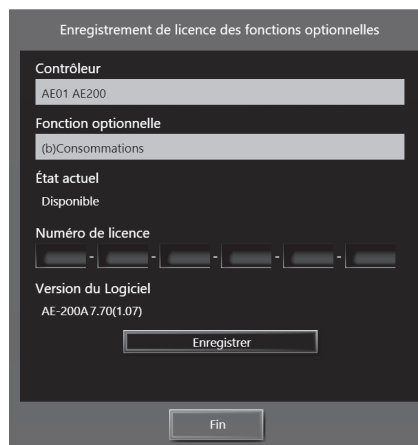 Enregistrement de licence des fonctions optionnelles
Contrôleur
AE01 AE200
Fonction optionnelle
(b)Consommations
État actuel
Disponible
Numéro de licence
- - - - -
Version du Logiciel
AE-200A 7.70(1.07)
Enregistrer
Fin